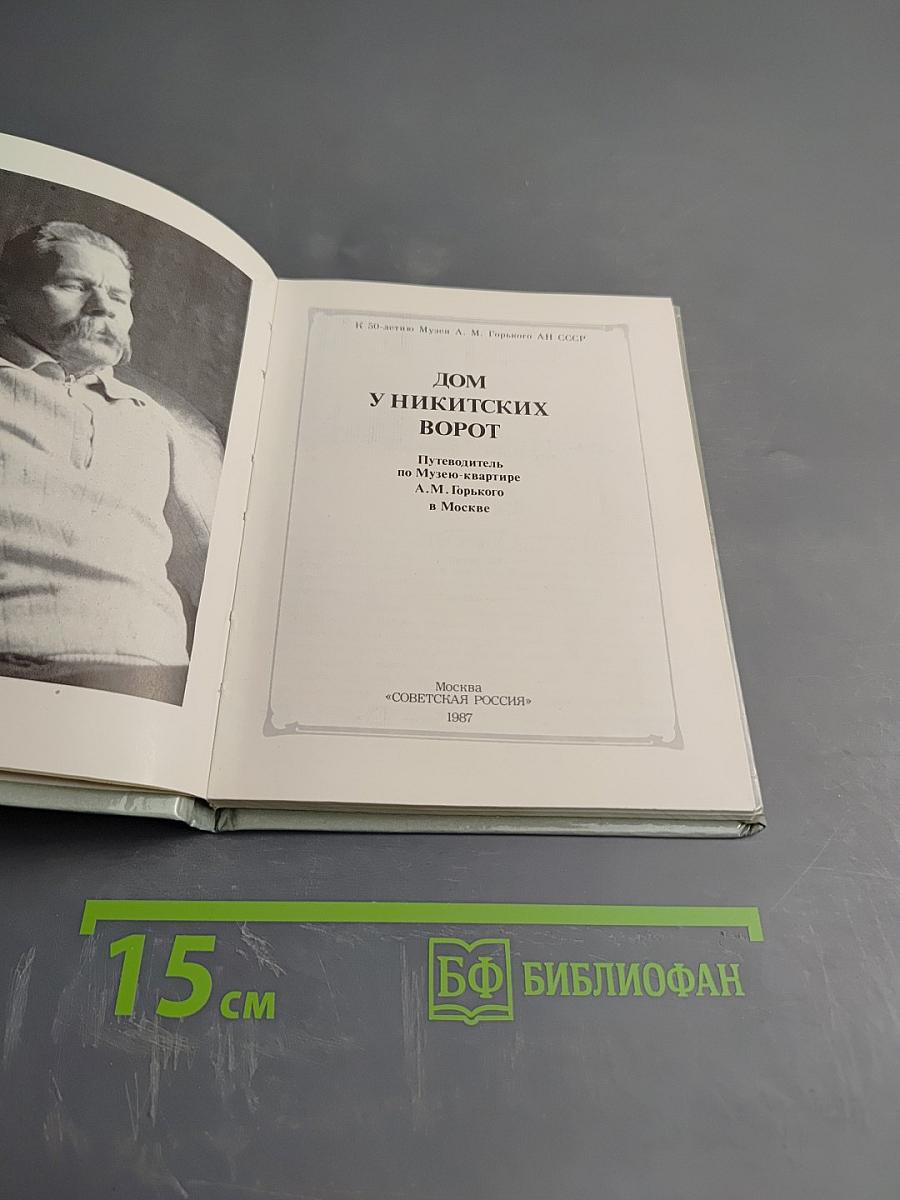 К 50-летию Музея А. М. Горького АН СССР
ДОМ
У НИКИТСКИХ
ВОРОТ
Путеводитель
по Музею-квартире
А.М.Горького
в Москве
Москва
«СОВЕТСКАЯ РОССИЯ»
1987
15 см
БФ БИБЛИОФАН